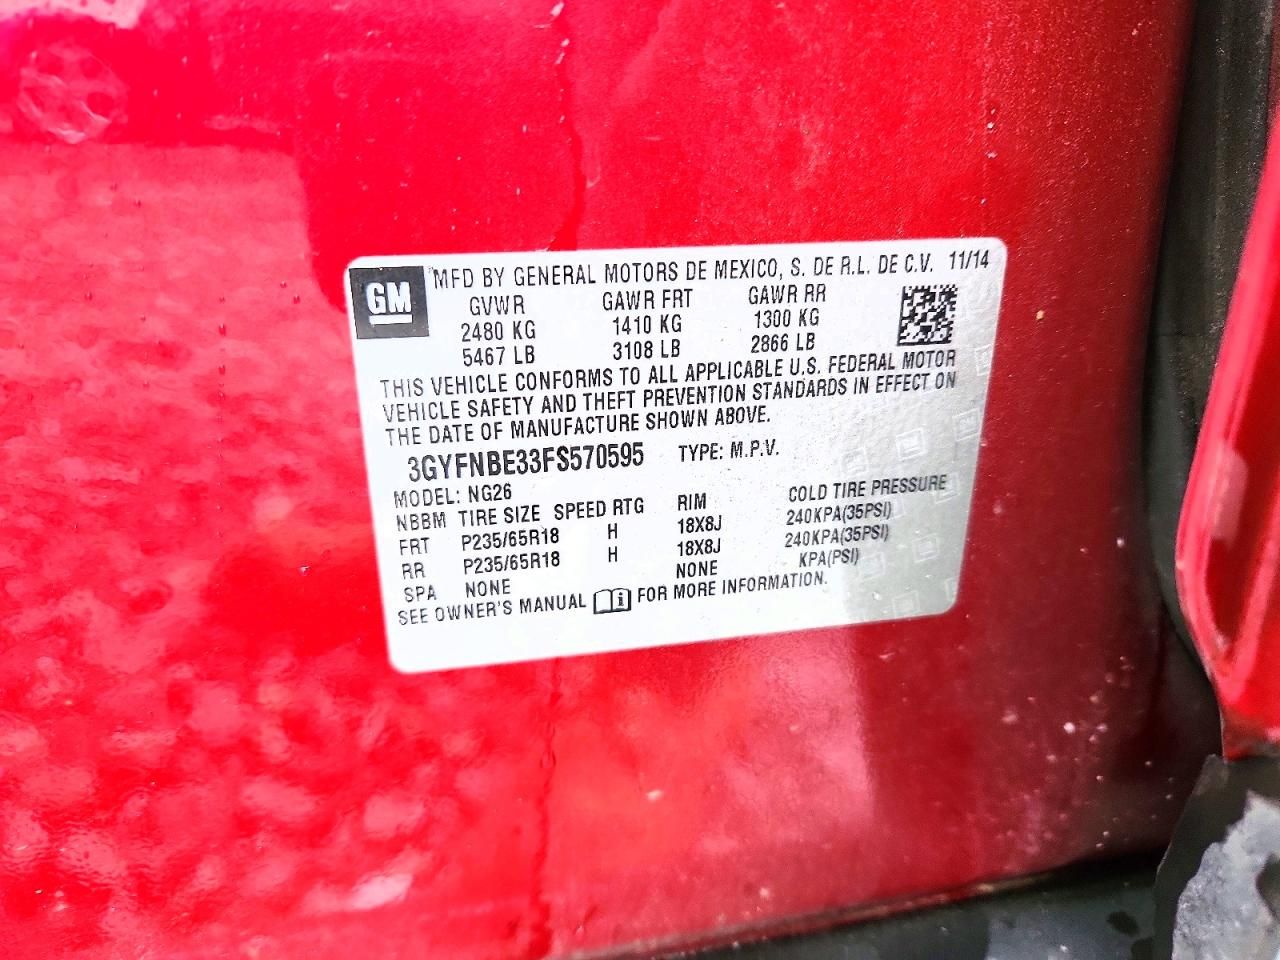 GM MFD BY GENERAL MOTORS DE MEXICO, S. DE R.L. DE C.V. 11/14
GVWR GAWR FRT GAWR RR
2480 KG 1410 KG 1300 KG
5467 LB 3108 LB 2866 LB
THIS VEHICLE CONFORMS TO ALL APPLICABLE U.S. FEDERAL MOTOR
VEHICLE SAFETY AND THEFT PREVENTION STANDARDS IN EFFECT ON
THE DATE OF MANUFACTURE SHOWN ABOVE.
3GYFNBE33FS570595 TYPE: M.P.V.
MODEL: NG26
NBBM TIRE SIZE SPEED RTG RIM COLD TIRE PRESSURE
FRT P235/65R18 H 18X8J 240KPA(35PSI)
RR P235/65R18 H 18X8J 240KPA(35PSI)
SPA NONE NONE KPA(PSI)
SEE OWNER'S MANUAL FOR MORE INFORMATION.